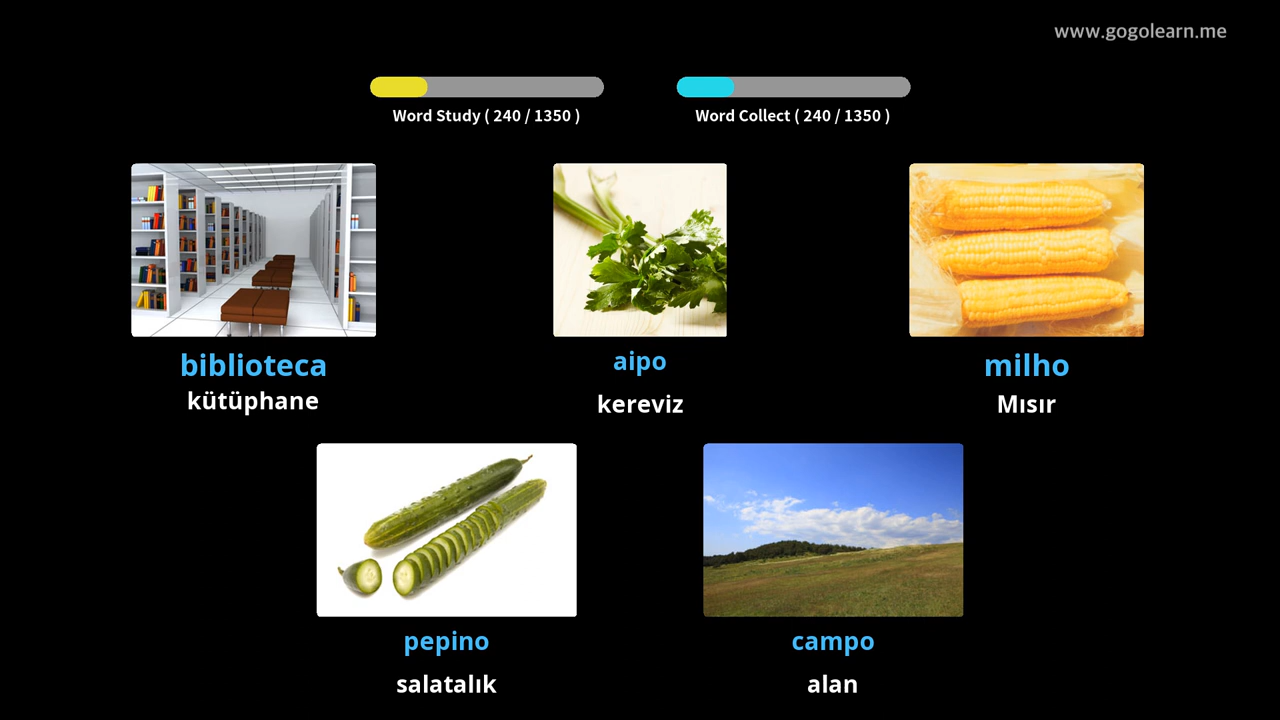 www.gogolearn.me
Word Study ( 240 / 1350 )
Word Collect ( 240 / 1350 )
biblioteca
kütüphane
aipo
kereviz
milho
Mısır
pepino
salatalık
campo
alan